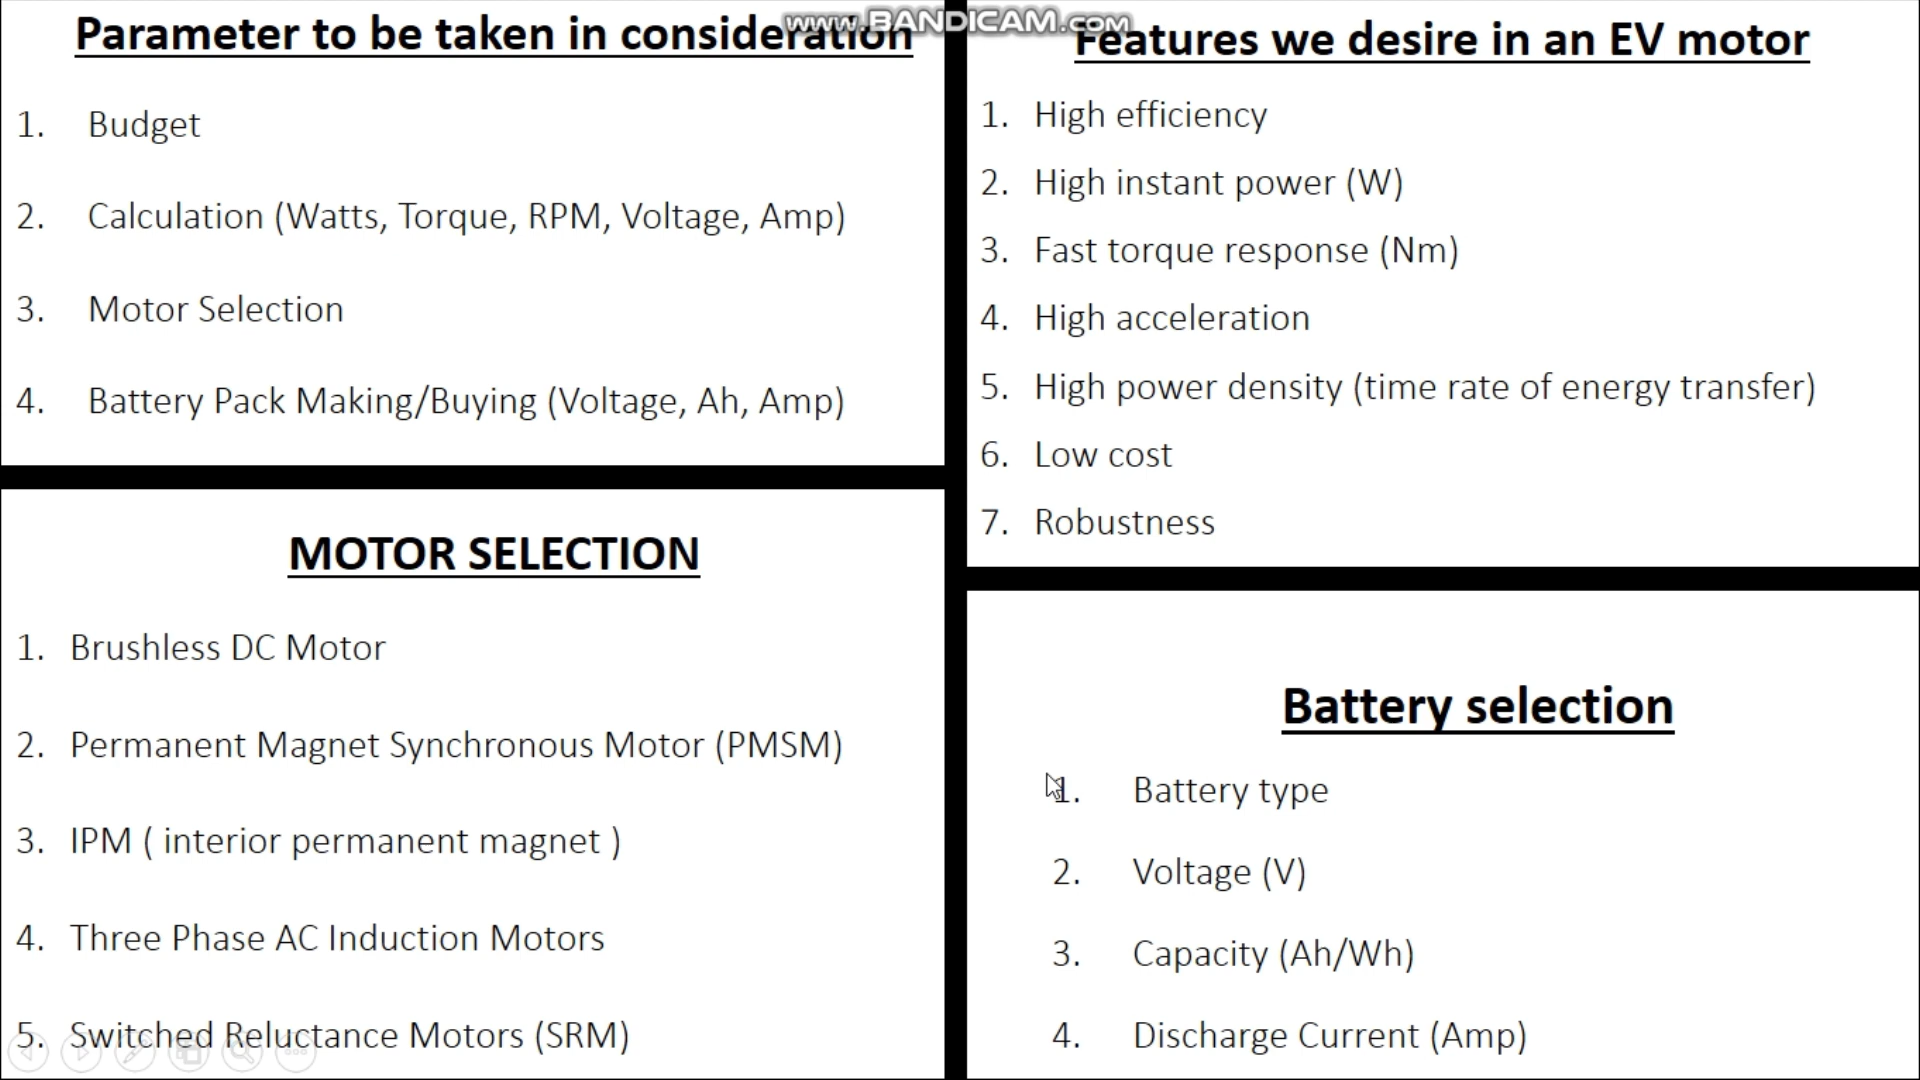 www.BANDICAM.com
Parameter to be taken in consideration
1. Budget
2. Calculation (Watts, Torque, RPM, Voltage, Amp)
3. Motor Selection
4. Battery Pack Making/Buying (Voltage, Ah, Amp)
MOTOR SELECTION
1. Brushless DC Motor
2. Permanent Magnet Synchronous Motor (PMSM)
3. IPM ( interior permanent magnet )
4. Three Phase AC Induction Motors
5. Switched Reluctance Motors (SRM)
Features we desire in an EV motor
1. High efficiency
2. High instant power (W)
3. Fast torque response (Nm)
4. High acceleration
5. High power density (time rate of energy transfer)
6. Low cost
7. Robustness
Battery selection
1. Battery type
2. Voltage (V)
3. Capacity (Ah/Wh)
4. Discharge Current (Amp)